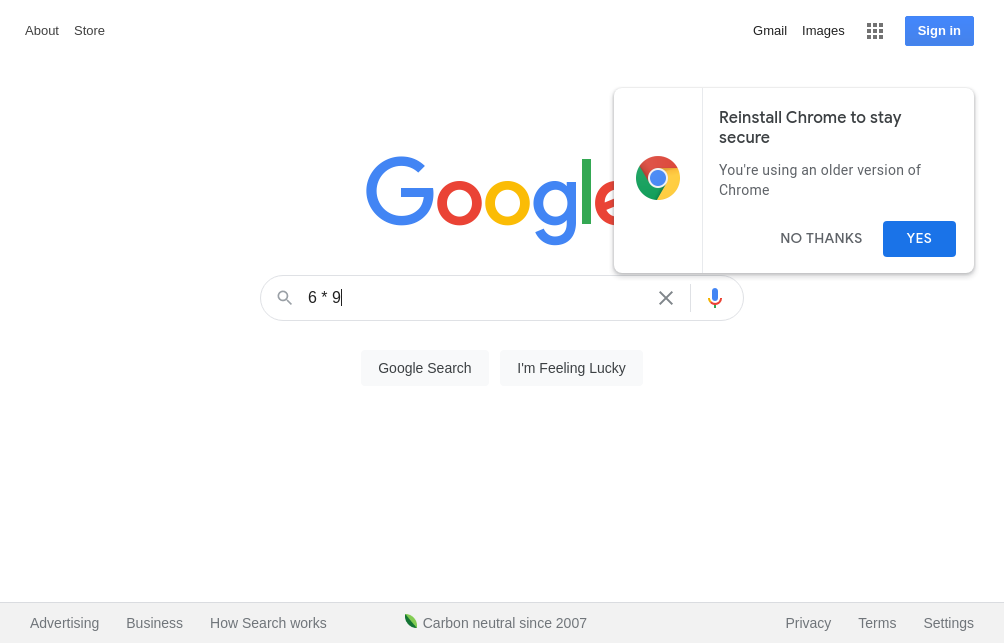 About Store
Gmail Images
Sign in
Reinstall Chrome to stay
secure
You're using an older version of
Chrome
NO THANKS YES
Google
6 * 9
Google Search I'm Feeling Lucky
Advertising Business How Search works
Carbon neutral since 2007
Privacy Terms Settings